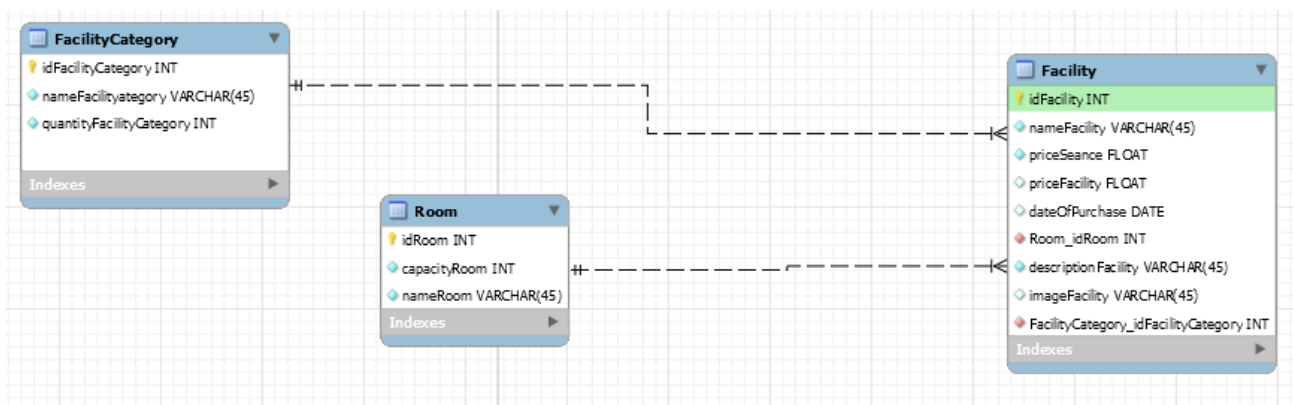 FacilityCategory
idFacilityCategory INT
nameFacilityategory VARCHAR(45)
quantityFacilityCategory INT
Indexes
Room
idRoom INT
capacityRoom INT
nameRoom VARCHAR(45)
Indexes
Facility
idFacility INT
nameFacility VARCHAR(45)
priceSeance FLOAT
priceFacility FLOAT
dateOfPurchase DATE
Room_idRoom INT
descriptionFacility VARCHAR(45)
imageFacility VARCHAR(45)
FacilityCategory_idFacilityCategory INT
Indexes